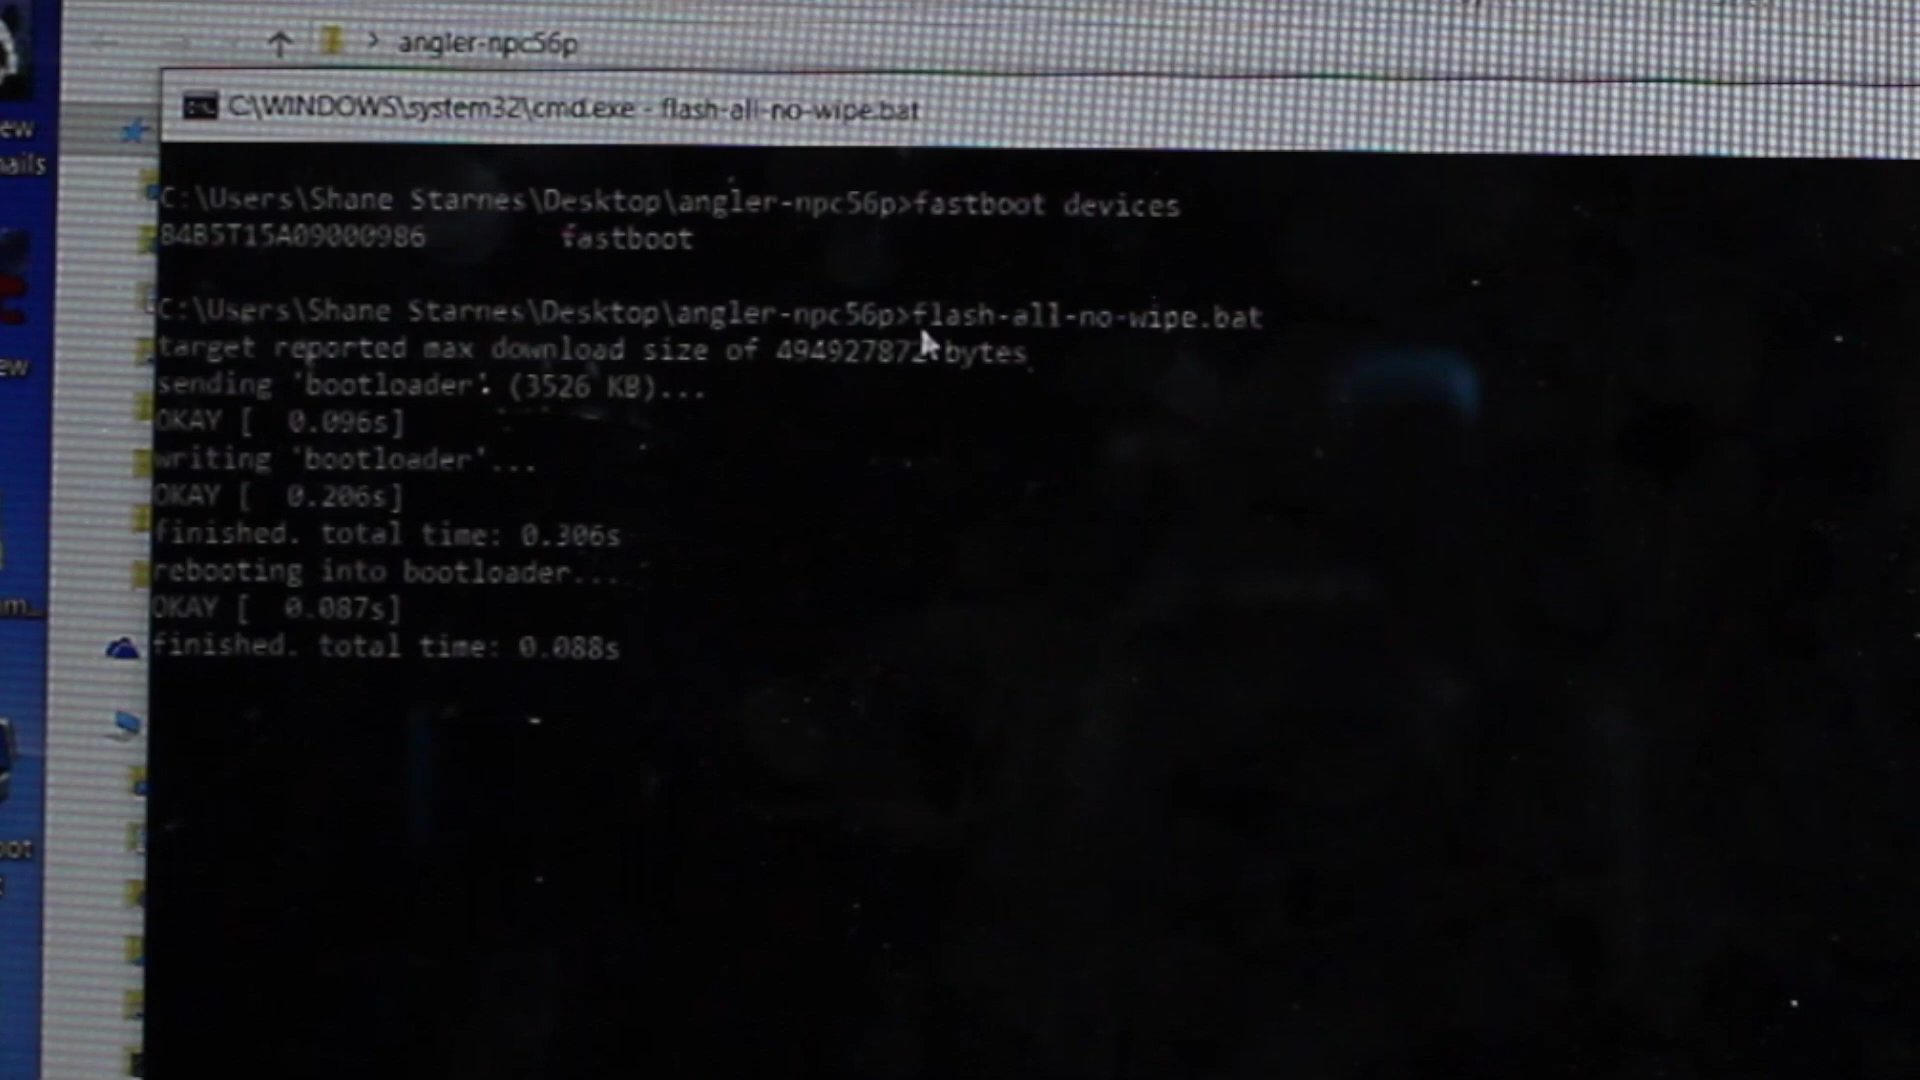 angler-npc56p
C:\WINDOWS\system32\cmd.exe - flash-all-no-wipe.bat
C:\Users\Shane Starnes\Desktop\angler-npc56p>fastboot devices
84B5T15A09000986 fastboot
C:\Users\Shane Starnes\Desktop\angler-npc56p>flash-all-no-wipe.bat
target reported max download size of 494927872 bytes
sending 'bootloader' (3526 KB)...
OKAY [ 0.096s]
writing 'bootloader'...
OKAY [ 0.206s]
finished. total time: 0.306s
rebooting into bootloader...
OKAY [ 0.087s]
finished. total time: 0.088s